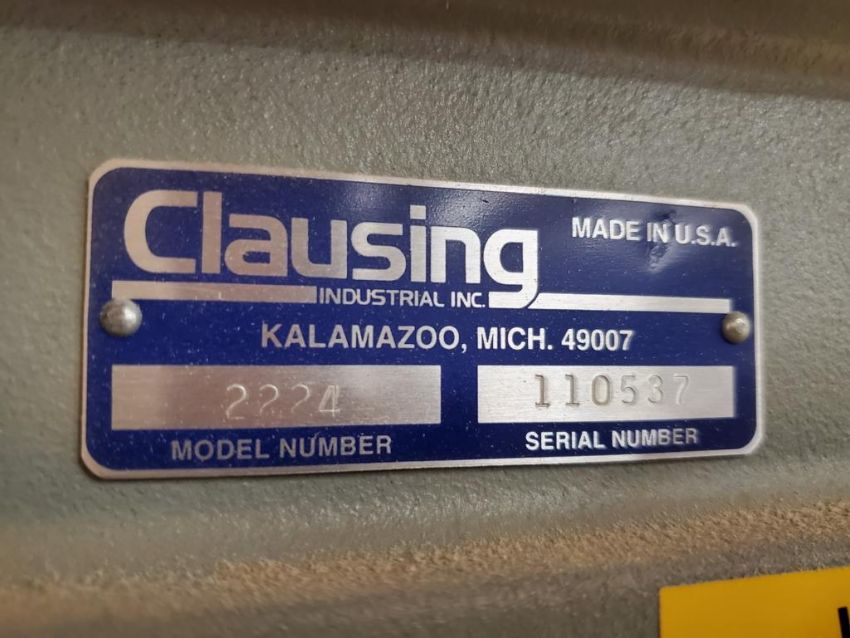 Clausing
MADE IN U.S.A.
INDUSTRIAL INC.
KALAMAZOO, MICH. 49007
2224
110537
MODEL NUMBER
SERIAL NUMBER